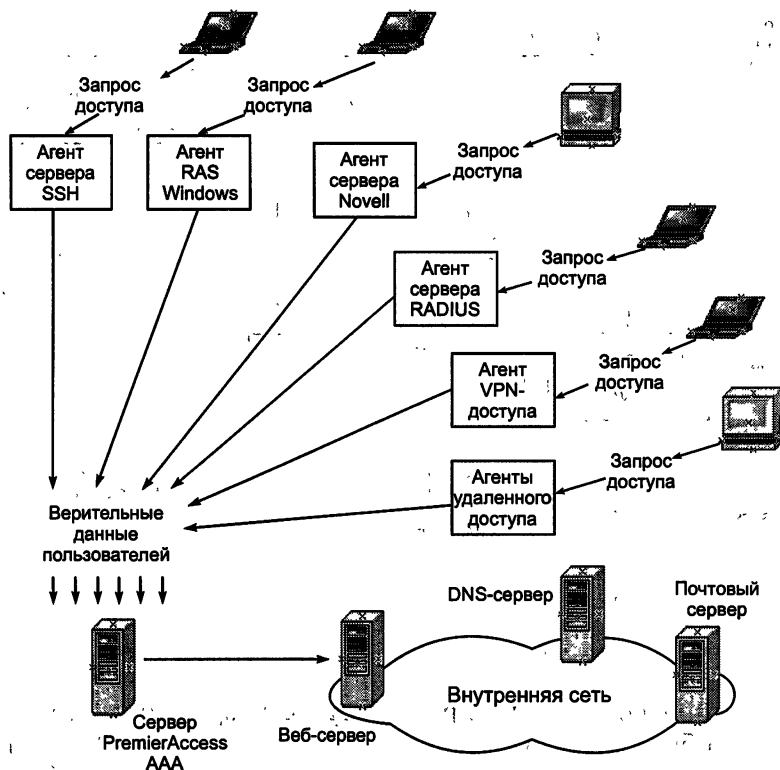 Запрос
доступа
Запрос
доступа
Агент
сервера
SSH
Агент
RAS
Windows
Агент
сервера
Novell
Запрос
доступа
Агент
сервера
RADIUS
Запрос
доступа
Агент
VPN-
доступа
Запрос
доступа
Агенты
удаленного
доступа
Запрос
доступа
Верительные
данные
пользователей
DNS-сервер
Почтовый
сервер
Внутренняя сеть
Сервер
PremierAccess
AAA
Веб-сервер